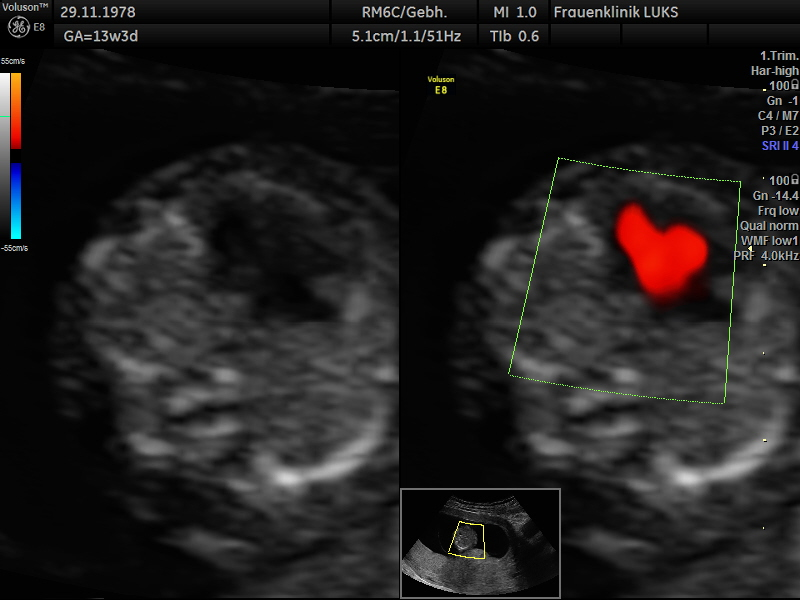 Voluson™
GE E8
29.11.1978
RM6C/Gebh.
MI 1.0
Frauenklinik LUKS
GA=13w3d
5.1cm/1.1/51Hz
TIb 0.6
55cm/s
-55cm/s
Voluson
E8
1.Trim.
Har-high
100
Gn -1
C4 / M7
P3 / E2
SRI II 4
100
Gn -14.4
Frq low
Qual norm
WMF low1
PRF 4.0kHz